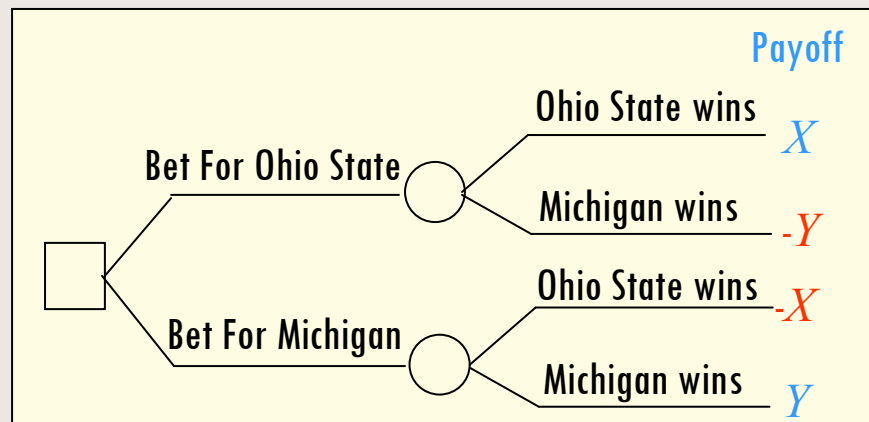 Payoff
Ohio State wins X
Bet For Ohio State
Michigan wins -Y
Ohio State wins -X
Bet For Michigan
Michigan wins Y